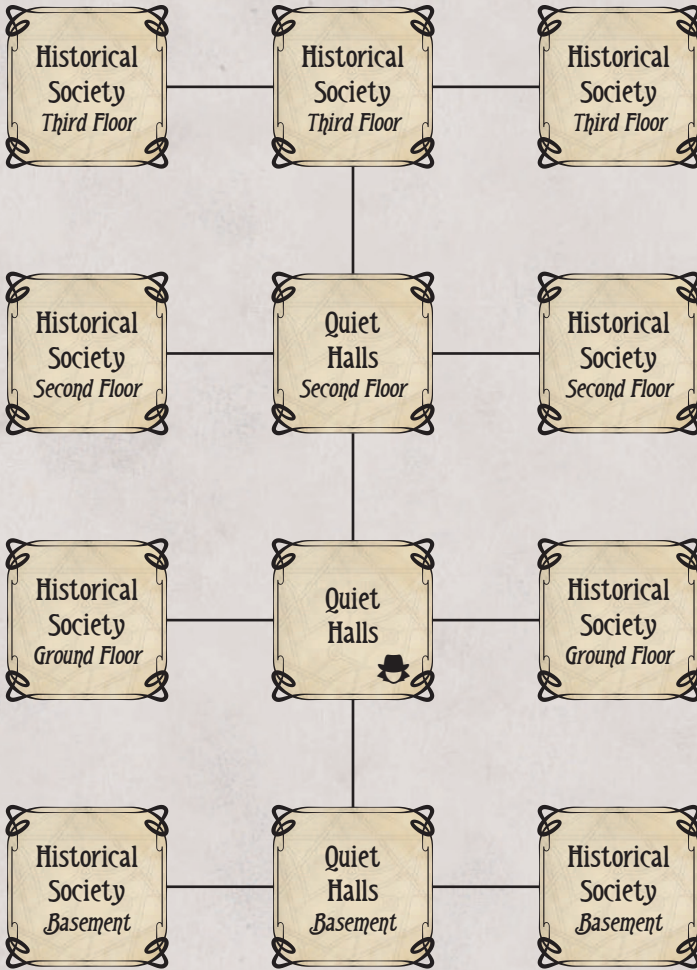 Historical
Society
Third Floor
Historical
Society
Third Floor
Historical
Society
Third Floor
Historical
Society
Second Floor
Quiet
Halls
Second Floor
Historical
Society
Second Floor
Historical
Society
Ground Floor
Quiet
Halls
Historical
Society
Ground Floor
Historical
Society
Basement
Quiet
Halls
Basement
Historical
Society
Basement